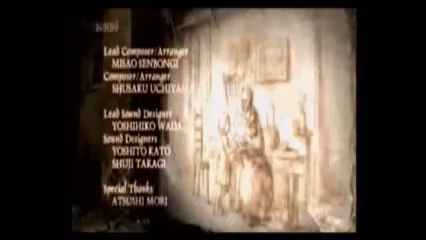 Lead Composer/Arranger
MISAO SENBONGI
Composer/Arranger
SHUSAKU UCHIYAMA
Lead Sound Designer
YOSHIHIKO WADA
Sound Designers
YOSHITO KATO
SHUJI TAKAGI
Special Thanks
ATSUSHI MORI